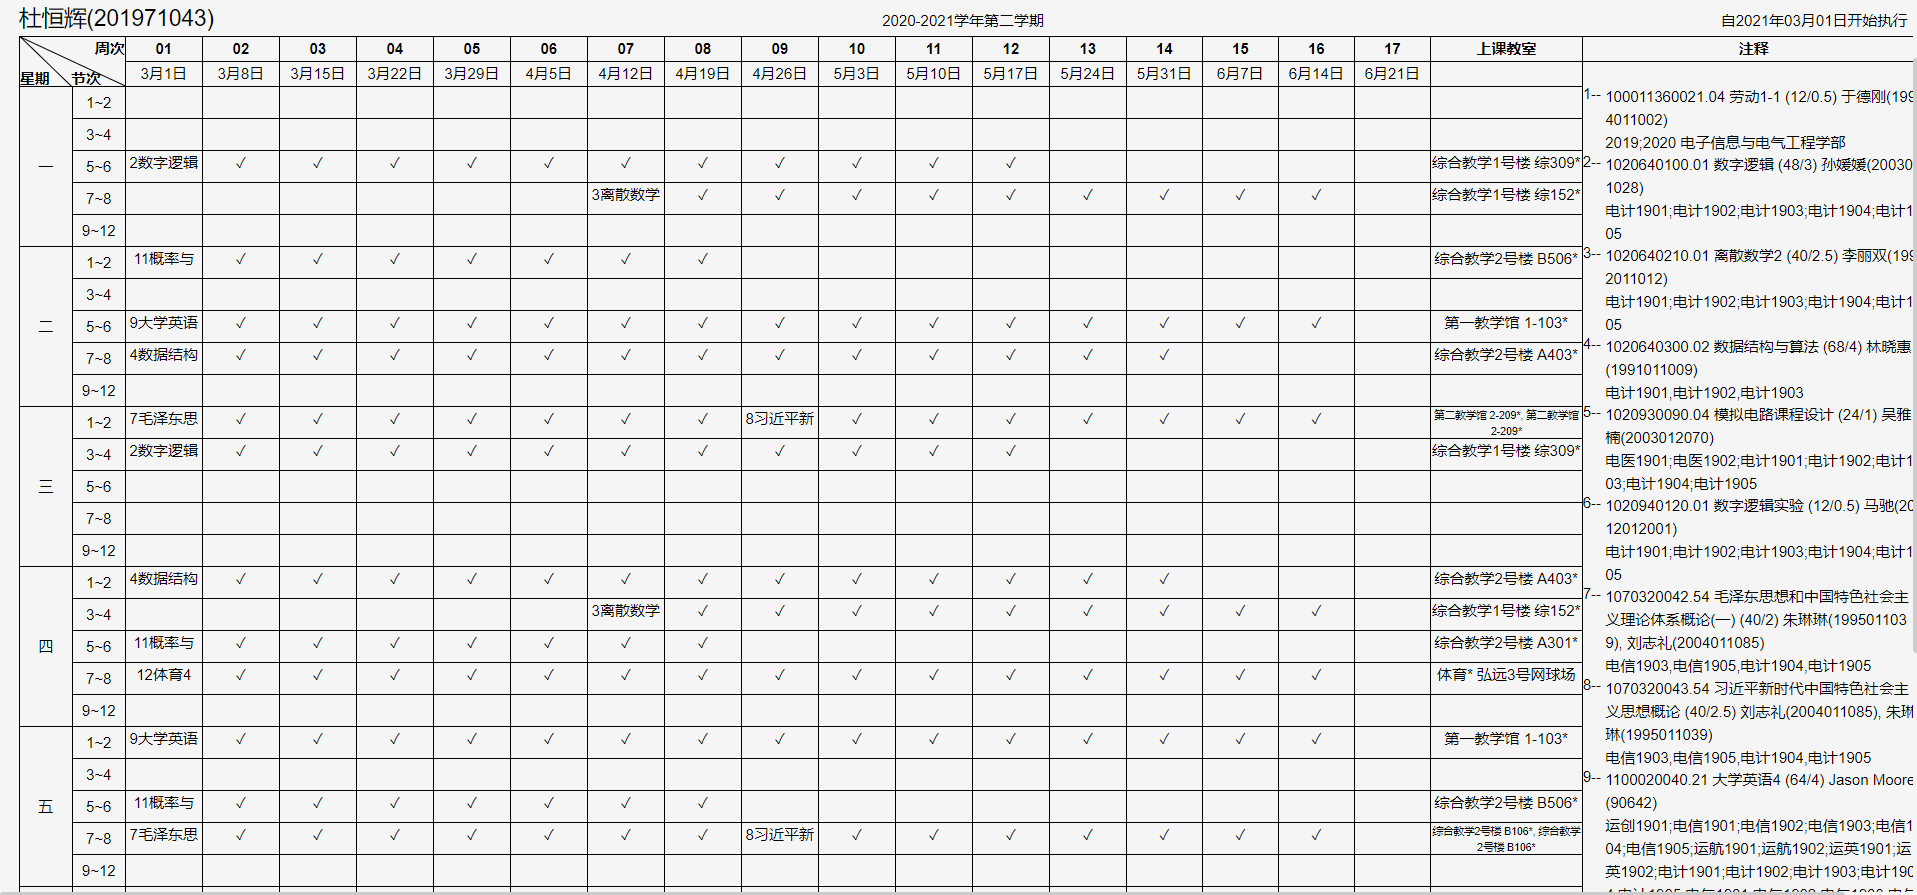 杜恒辉(201971043)
2020-2021学年第二学期
自2021年03月01日开始执行
周次 01 02 03 04 05 06 07 08 09 10 11 12 13 14 15 16 17 上课教室 注释
星期 节次 3月1日 3月8日 3月15日 3月22日 3月29日 4月5日 4月12日 4月19日 4月26日 5月3日 5月10日 5月17日 5月24日 5月31日 6月7日 6月14日 6月21日
一
1~2
3~4
5~6 2数字逻辑 ✓ ✓ ✓ ✓ ✓ ✓ ✓ ✓ ✓ ✓ ✓ 综合教学1号楼 综309*
7~8 3离散数学 ✓ ✓ ✓ ✓ ✓ ✓ ✓ ✓ ✓ 综合教学1号楼 综152*
9~12
二
1~2 11概率与 ✓ ✓ ✓ ✓ ✓ ✓ ✓ 综合教学2号楼 B506*
3~4
5~6 9大学英语 ✓ ✓ ✓ ✓ ✓ ✓ ✓ ✓ ✓ ✓ ✓ ✓ ✓ ✓ ✓ 第一教学馆 1-103*
7~8 4数据结构 ✓ ✓ ✓ ✓ ✓ ✓ ✓ ✓ ✓ ✓ ✓ ✓ ✓ 综合教学2号楼 A403*
9~12
三
1~2 7毛泽东思 ✓ ✓ ✓ ✓ ✓ ✓ ✓ 8习近平新 ✓ ✓ ✓ ✓ ✓ ✓ ✓ 第二教学馆 2-209*, 第二教学馆
2-209*
3~4 2数字逻辑 ✓ ✓ ✓ ✓ ✓ ✓ ✓ ✓ ✓ ✓ ✓ 综合教学1号楼 综309*
5~6
7~8
9~12
四
1~2 4数据结构 ✓ ✓ ✓ ✓ ✓ ✓ ✓ ✓ ✓ ✓ ✓ ✓ ✓ 综合教学2号楼 A403*
3~4 3离散数学 ✓ ✓ ✓ ✓ ✓ ✓ ✓ ✓ ✓ 综合教学1号楼 综152*
5~6 11概率与 ✓ ✓ ✓ ✓ ✓ ✓ ✓ 综合教学2号楼 A301*
7~8 12体育4 ✓ ✓ ✓ ✓ ✓ ✓ ✓ ✓ ✓ ✓ ✓ ✓ ✓ ✓ ✓ 体育* 弘远3号网球场
9~12
五
1~2 9大学英语 ✓ ✓ ✓ ✓ ✓ ✓ ✓ ✓ ✓ ✓ ✓ ✓ ✓ ✓ ✓ 第一教学馆 1-103*
3~4
5~6 11概率与 ✓ ✓ ✓ ✓ ✓ ✓ ✓ 综合教学2号楼 B506*
7~8 7毛泽东思 ✓ ✓ ✓ ✓ ✓ ✓ ✓ 8习近平新 ✓ ✓ ✓ ✓ ✓ ✓ ✓ 综合教学2号楼 B106*, 综合教学
2号楼 B106*
9~12
1-- 100011360021.04 劳动1-1 (12/0.5) 于德刚(199
4011002)
2019;2020 电子信息与电气工程学部
2-- 1020640100.01 数字逻辑 (48/3) 孙媛媛(20030
1028)
电计1901;电计1902;电计1903;电计1904;电计1
05
3-- 1020640210.01 离散数学2 (40/2.5) 李丽双(199
2011012)
电计1901;电计1902;电计1903;电计1904;电计1
05
4-- 1020640300.02 数据结构与算法 (68/4) 林晓惠
(1991011009)
电计1901,电计1902,电计1903
5-- 1020930090.04 模拟电路课程设计 (24/1) 吴雅
楠(2003012070)
电医1901;电医1902;电计1901;电计1902;电计1
03;电计1904;电计1905
6-- 1020940120.01 数字逻辑实验 (12/0.5) 马驰(20
12012001)
电计1901;电计1902;电计1903;电计1904;电计1
05
7-- 1070320042.54 毛泽东思想和中国特色社会主
义理论体系概论(一) (40/2) 朱琳琳(199501103
9), 刘志礼(2004011085)
电信1903,电信1905,电计1904,电计1905
8-- 1070320043.54 习近平新时代中国特色社会主
义思想概论 (40/2.5) 刘志礼(2004011085), 朱琳
琳(1995011039)
电信1903,电信1905,电计1904,电计1905
9-- 1100020040.21 大学英语4 (64/4) Jason Moore
(90642)
运创1901;电信1901;电信1902;电信1903;电信1
04;电信1905;运航1901;运航1902;运英1901;运
英1902;电计1901;电计1902;电计1903;电计190